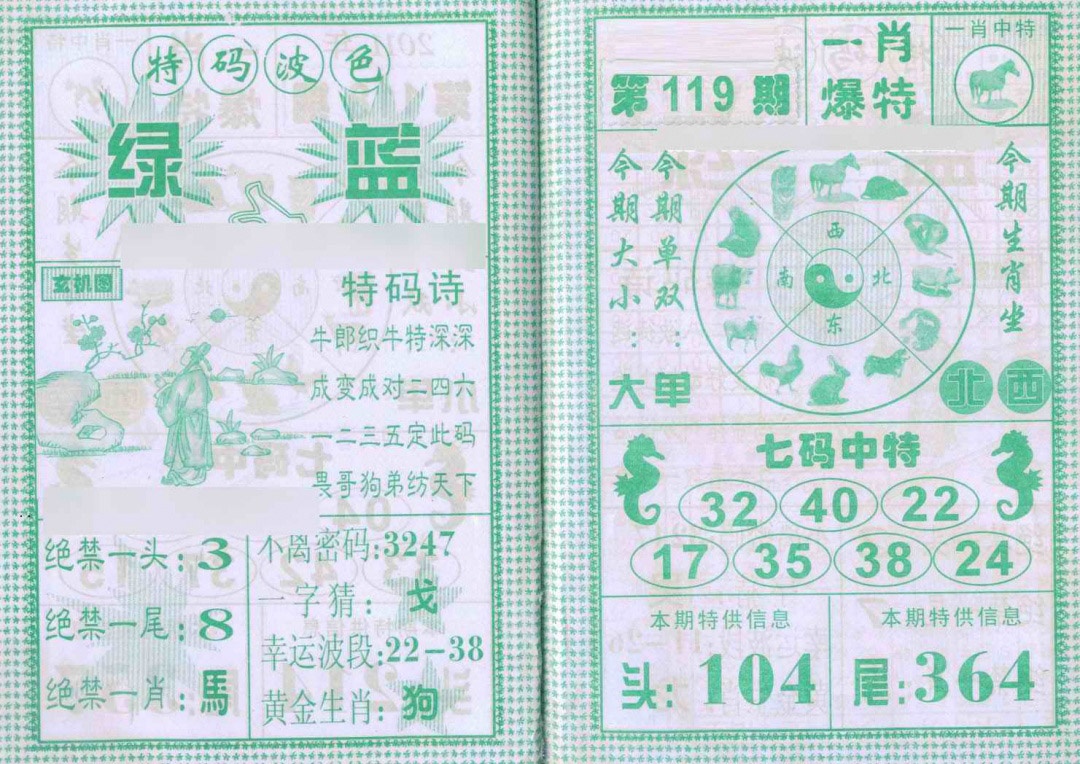 特码波色
绿 蓝
玄机图
特码诗
牛郎织牛特深深
成变成对二四六
一二三五定此码
畏哥狗弟纺天下
绝禁一头:3
绝禁一尾:8
绝禁一肖:馬
不离密码:3247
一字猜:戈
幸运波段:22-38
黄金生肖:狗
第119期
一肖
爆特
一肖中特
今期大小:大
今期单双:单
西
南 北
东
今期生肖坐
北 西
七码中特
32 40 22
17 35 38 24
本期特供信息
头:104
本期特供信息
尾:364